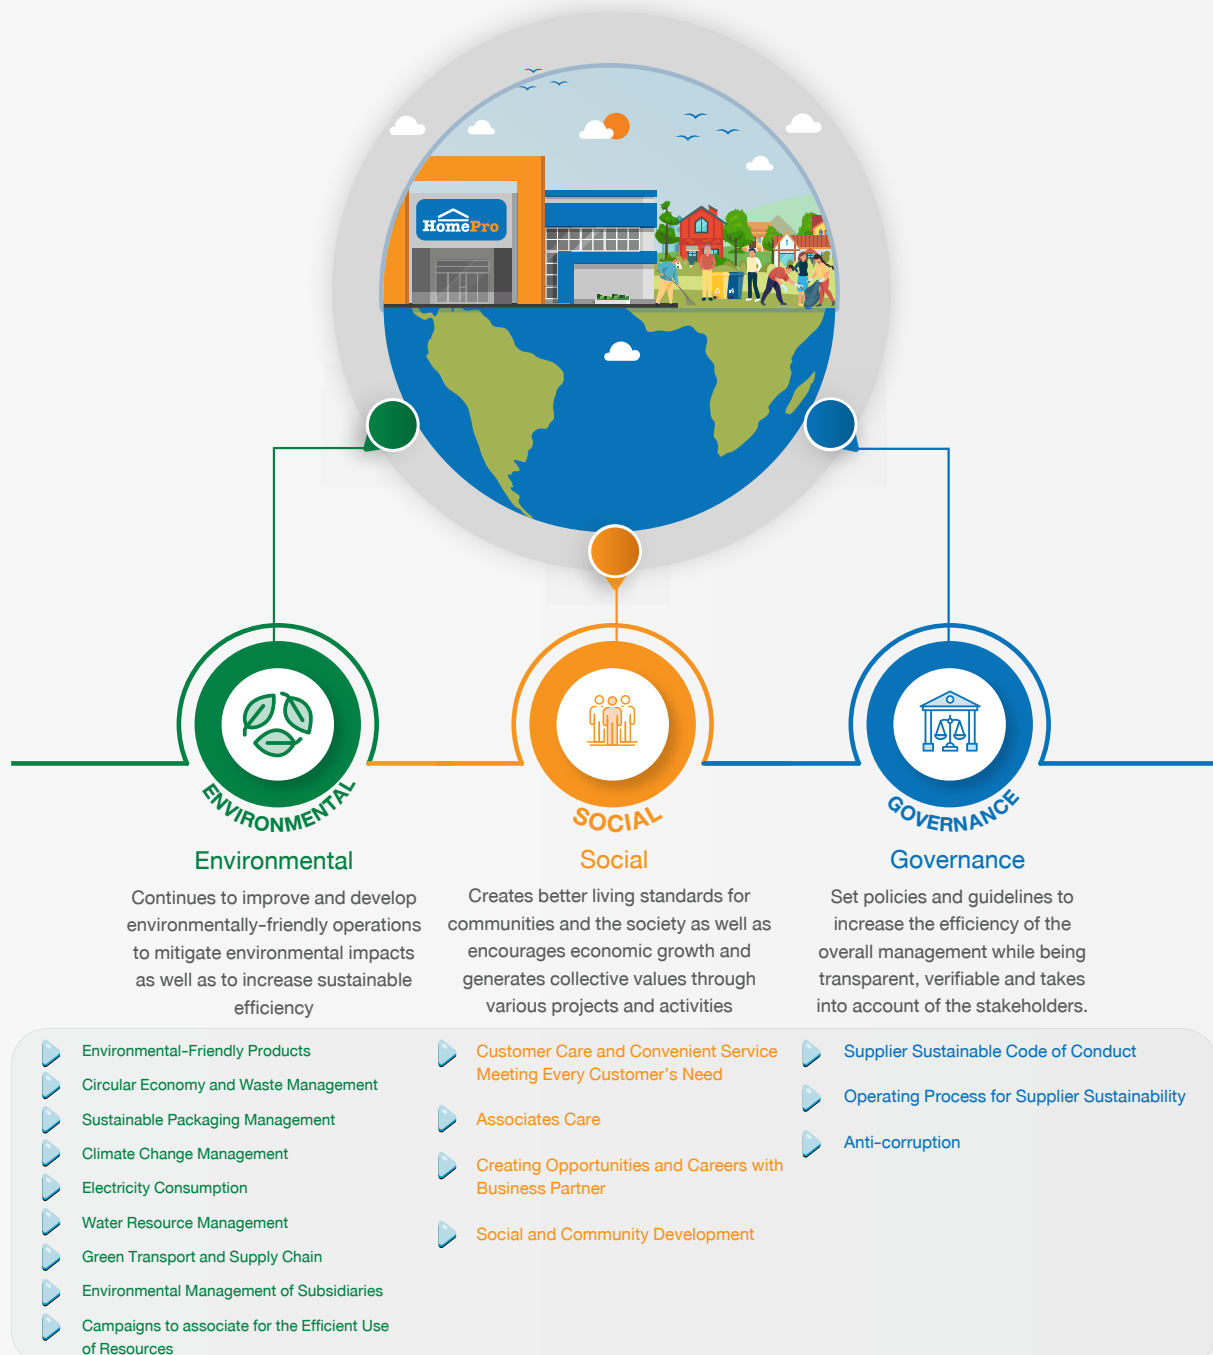 HomePro
ENVIRONMENTAL
SOCIAL
GOVERNANCE
Environmental
Continues to improve and develop
environmentally-friendly operations
to mitigate environmental impacts
as well as to increase sustainable
efficiency
Social
Creates better living standards for
communities and the society as well as
encourages economic growth and
generates collective values through
various projects and activities
Governance
Set policies and guidelines to
increase the efficiency of the
overall management while being
transparent, verifiable and takes
into account of the stakeholders.
Environmental-Friendly Products
Circular Economy and Waste Management
Sustainable Packaging Management
Climate Change Management
Electricity Consumption
Water Resource Management
Green Transport and Supply Chain
Environmental Management of Subsidiaries
Campaigns to associate for the Efficient Use
of Resources
Customer Care and Convenient Service
Meeting Every Customer's Need
Associates Care
Creating Opportunities and Careers with
Business Partner
Social and Community Development
Supplier Sustainable Code of Conduct
Operating Process for Supplier Sustainability
Anti-corruption